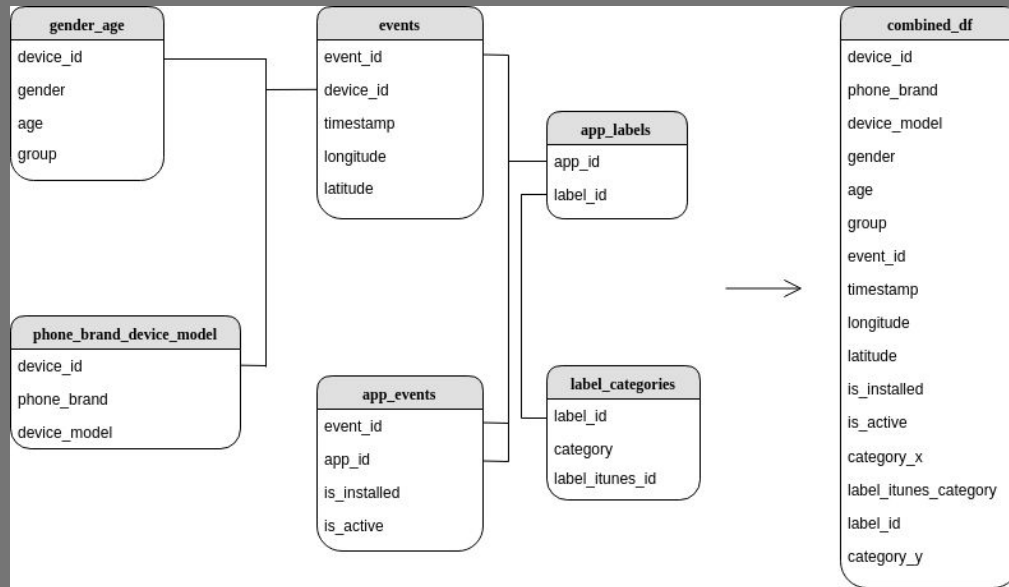 gender_age
device_id
gender
age
group
events
event_id
device_id
timestamp
longitude
latitude
app_labels
app_id
label_id
phone_brand_device_model
device_id
phone_brand
device_model
app_events
event_id
app_id
is_installed
is_active
label_categories
label_id
category
label_itunes_id
combined_df
device_id
phone_brand
device_model
gender
age
group
event_id
timestamp
longitude
latitude
is_installed
is_active
category_x
label_itunes_category
label_id
category_y